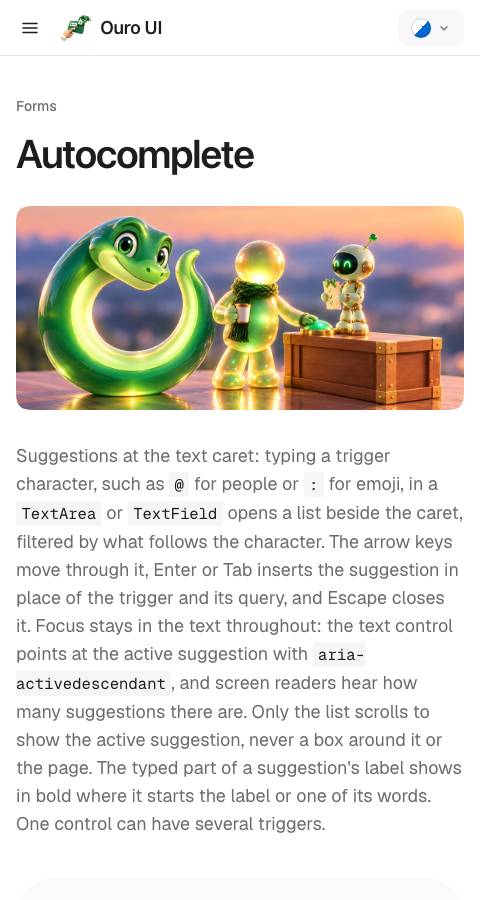 Ouro UI
Forms
Autocomplete
Suggestions at the text caret: typing a trigger
character, such as @ for people or : for emoji, in a
TextArea or TextField opens a list beside the caret,
filtered by what follows the character. The arrow keys
move through it, Enter or Tab inserts the suggestion in
place of the trigger and its query, and Escape closes
it. Focus stays in the text throughout: the text control
points at the active suggestion with aria-
activedescendant, and screen readers hear how
many suggestions there are. Only the list scrolls to
show the active suggestion, never a box around it or
the page. The typed part of a suggestion's label shows
in bold where it starts the label or one of its words.
One control can have several triggers.